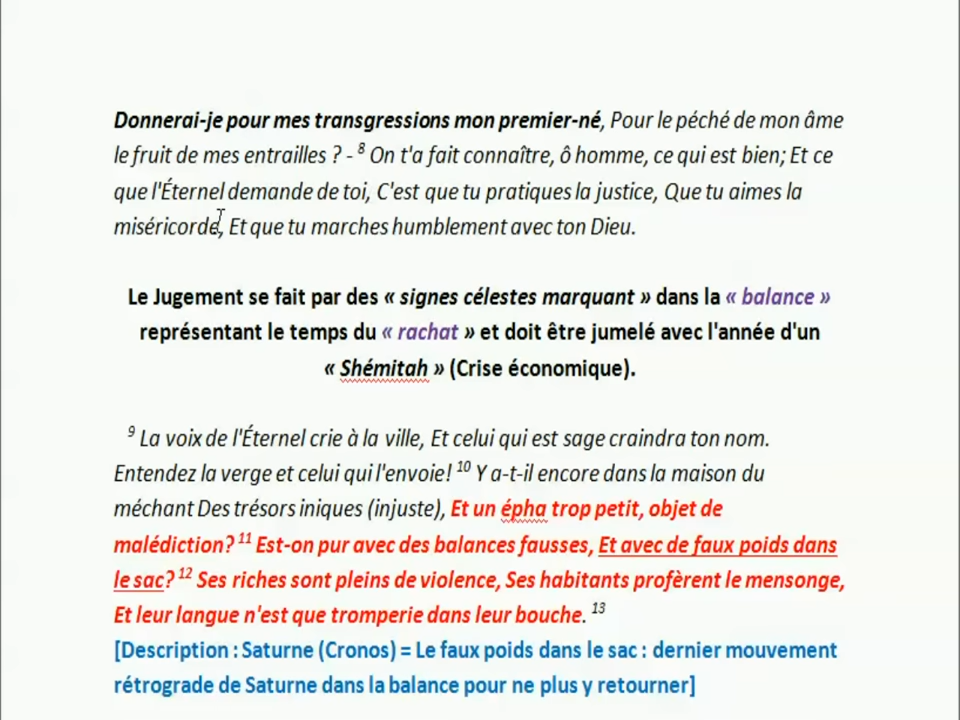 Donnerai-je pour mes transgressions mon premier-né, Pour le péché de mon âme
le fruit de mes entrailles ? - ⁸ On t'a fait connaître, ô homme, ce qui est bien; Et ce
que l'Éternel demande de toi, C'est que tu pratiques la justice, Que tu aimes la
miséricorde, Et que tu marches humblement avec ton Dieu.
Le Jugement se fait par des « signes célestes marquant » dans la « balance »
représentant le temps du « rachat » et doit être jumelé avec l'année d'un
« Shémitah » (Crise économique).
⁹ La voix de l'Éternel crie à la ville, Et celui qui est sage craindra ton nom.
Entendez la verge et celui qui l'envoie! ¹⁰ Y a-t-il encore dans la maison du
méchant Des trésors iniques (injuste), Et un épha trop petit, objet de
malédiction? ¹¹ Est-on pur avec des balances fausses, Et avec de faux poids dans
le sac? ¹² Ses riches sont pleins de violence, Ses habitants profèrent le mensonge,
Et leur langue n'est que tromperie dans leur bouche. ¹³
[Description : Saturne (Cronos) = Le faux poids dans le sac : dernier mouvement
rétrograde de Saturne dans la balance pour ne plus y retourner]